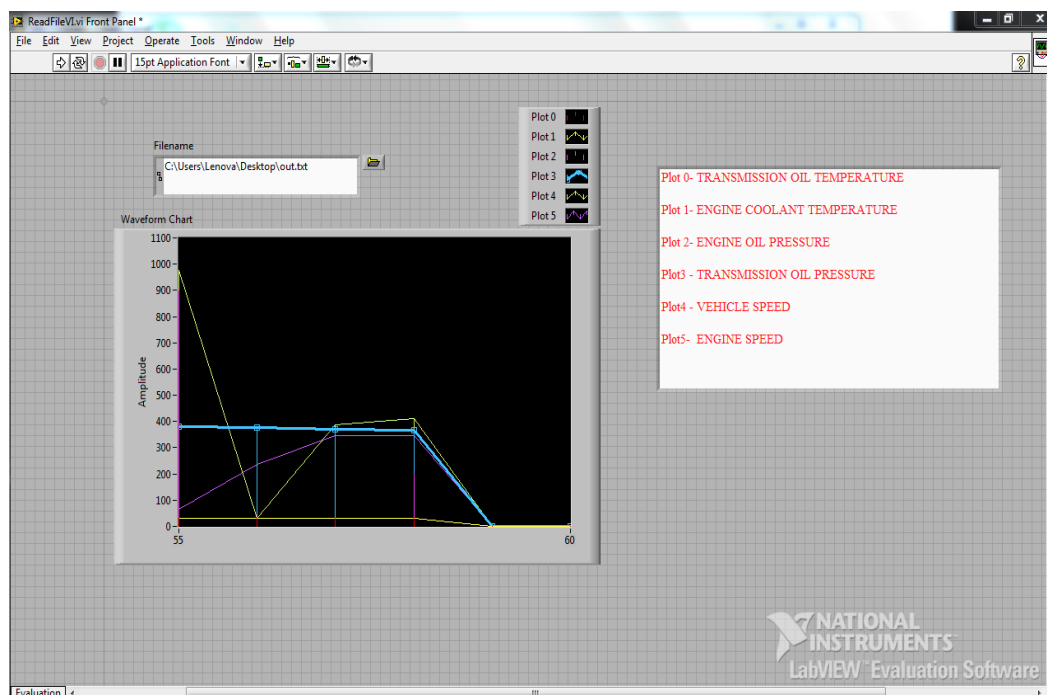 ReadFileVI.vi Front Panel *
File Edit View Project Operate Tools Window Help
15pt Application Font
Plot 0
Plot 1
Plot 2
Plot 3
Plot 4
Plot 5
Filename
C:\Users\Lenova\Desktop\out.txt
Plot 0- TRANSMISSION OIL TEMPERATURE
Plot 1- ENGINE COOLANT TEMPERATURE
Plot 2- ENGINE OIL PRESSURE
Plot3 - TRANSMISSION OIL PRESSURE
Plot4 - VEHICLE SPEED
Plot5- ENGINE SPEED
Waveform Chart
1100
1000
900
800
700
600
500
400
300
200
100
0
Amplitude
55 60
NATIONAL
INSTRUMENTS
LabVIEW™ Evaluation Software
Evaluation